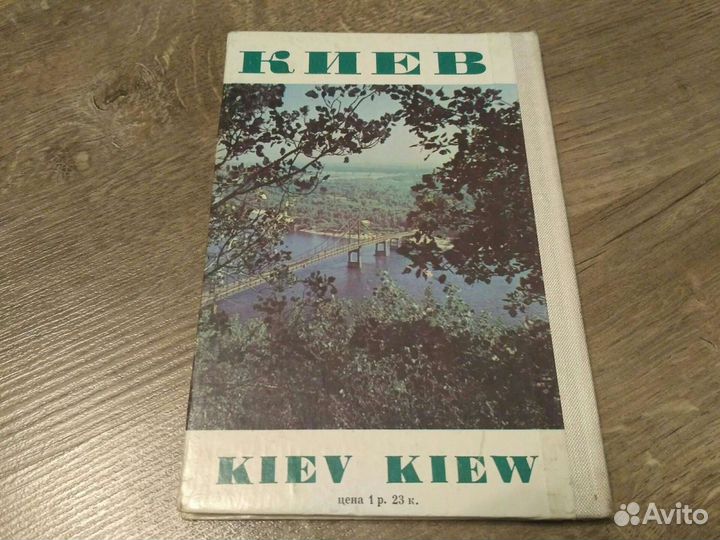 КИЕВ
KIEV KIEW
цена 1 р. 23 к.
Avito